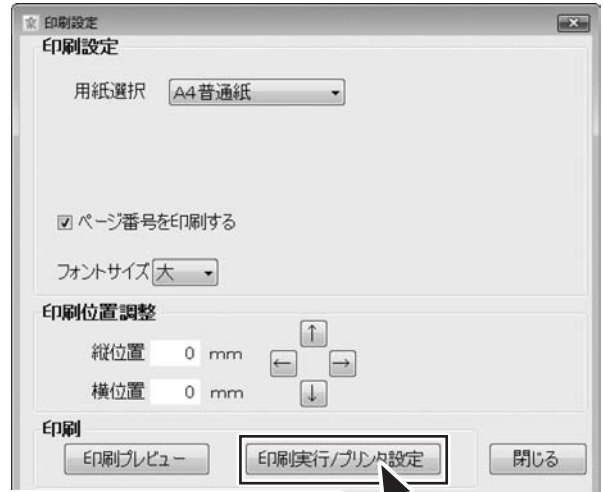 印刷設定
印刷設定
用紙選択 A4普通紙
ページ番号を印刷する
フォントサイズ 大
印刷位置調整
縦位置 0 mm
↑
← →
横位置 0 mm
↓
印刷
印刷プレビュー 印刷実行/プリンタ設定 閉じる